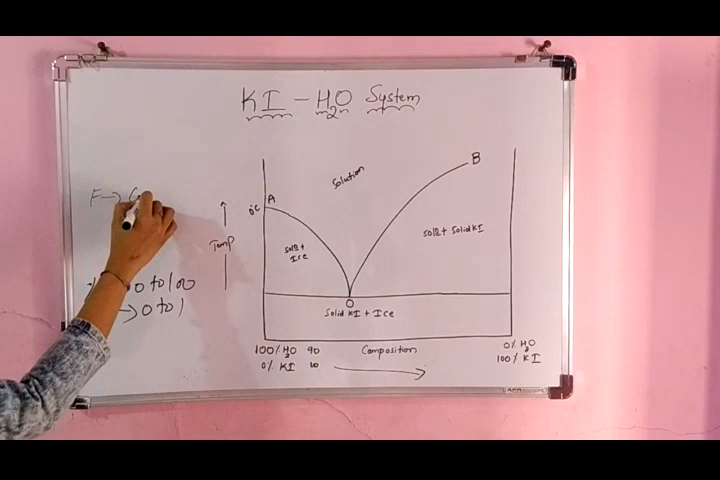 KI - H2O System
Solution
B
A
0°C
F →
Temp
Soln +
Ice
Soln + Solid KI
0 to 100
→ 0 to 1
O
Solid KI + Ice
100% H2O 90
Composition
0% H2O
0% KI 10
100% KI